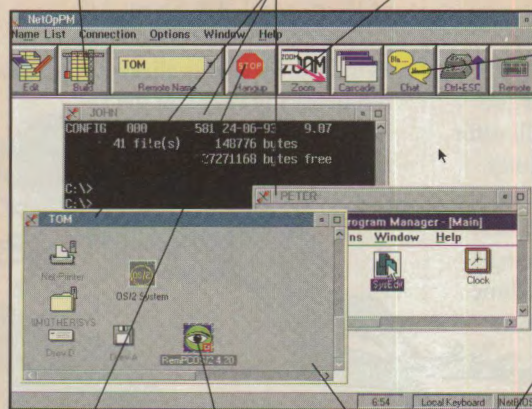 NetOpPM
Name List Connection Options Window Help
TOM
STOP
ZOOM
ZOOM
Bla...
Edit Build Remote Name Hangup Zoom Cascade Chat Ctrl+ESC Remote
JOHN
CONFIG 000 581 24-06-93 9.07
41 file(s) 148776 bytes
27271168 bytes free
C:\>
C:\>
PETER
TOM
Program Manager - [Main]
ns Window Help
Net-Printer
OS/2 System
SysEdit
Clock
Drive A
6:54 Local Keyboard NetBIOS